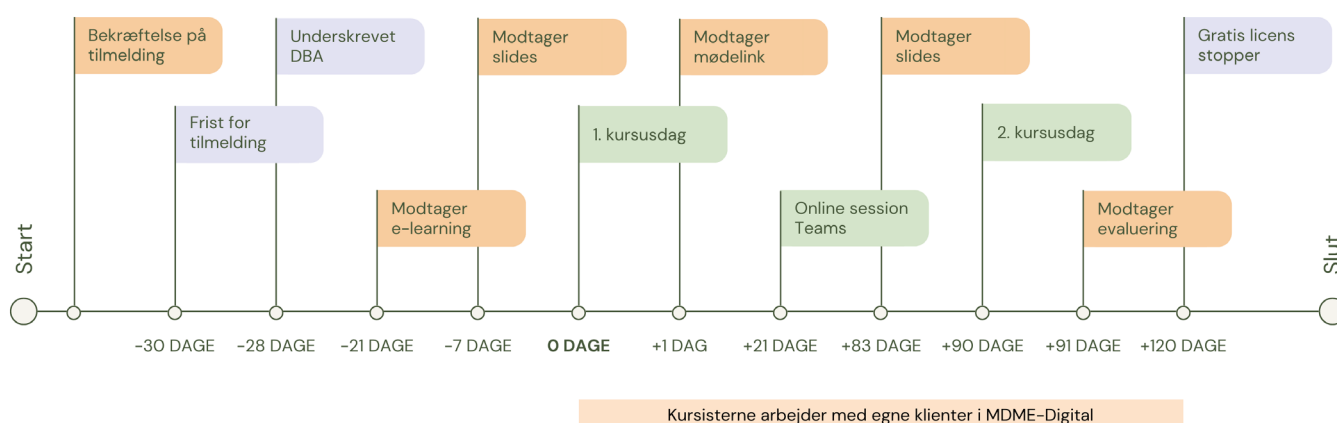 Bekræftelse på
tilmelding
Underskrevet
DBA
Modtager
slides
Modtager
mødelink
Modtager
slides
Gratis licens
stopper
Frist for
tilmelding
1. kursusdag
2. kursusdag
Modtager
e-learning
Online session
Teams
Modtager
evaluering
Start
Slut
-30 DAGE
-28 DAGE
-21 DAGE
-7 DAGE
0 DAGE
+1 DAG
+21 DAGE
+83 DAGE
+90 DAGE
+91 DAGE
+120 DAGE
Kursisterne arbejder med egne klienter i MDME-Digital